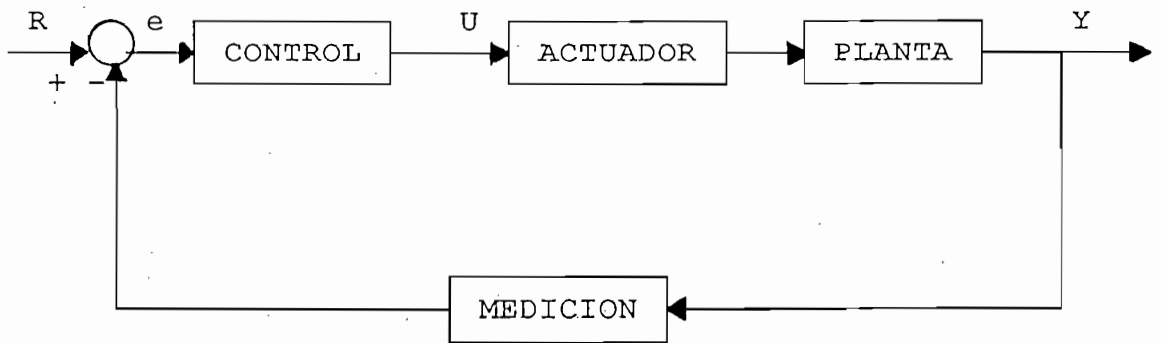 R
e
CONTROL
U
ACTUADOR
PLANTA
Y
+
-
MEDICION